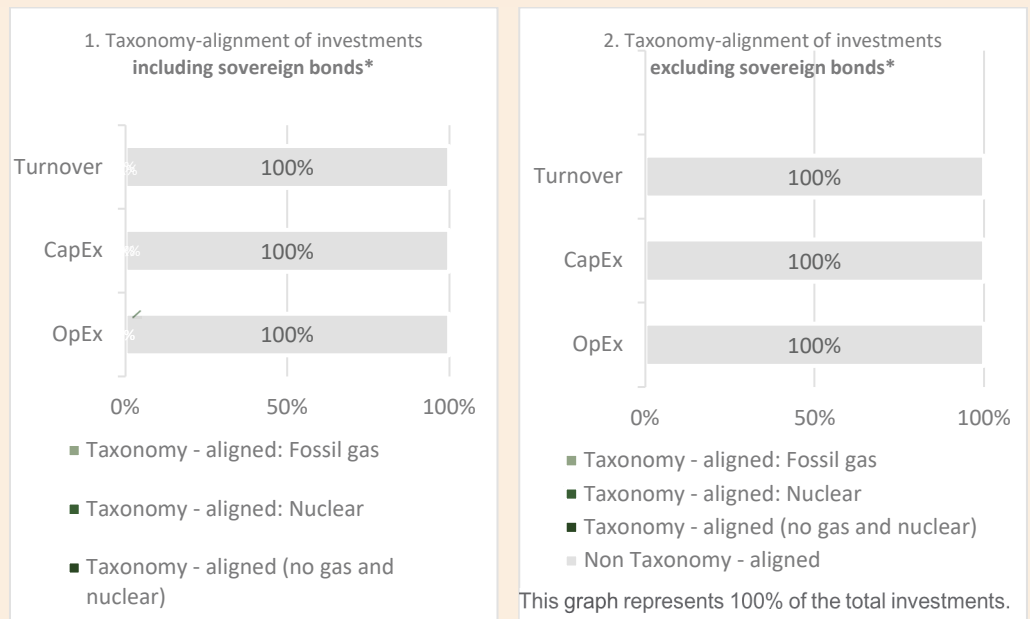 1. Taxonomy-alignment of investments
including sovereign bonds*
Turnover
100%
CapEx
100%
OpEx
100%
0% 50% 100%
Taxonomy - aligned: Fossil gas
Taxonomy - aligned: Nuclear
Taxonomy - aligned (no gas and
nuclear)
2. Taxonomy-alignment of investments
excluding sovereign bonds*
Turnover
100%
CapEx
100%
OpEx
100%
0% 50% 100%
Taxonomy - aligned: Fossil gas
Taxonomy - aligned: Nuclear
Taxonomy - aligned (no gas and nuclear)
Non Taxonomy - aligned
This graph represents 100% of the total investments.